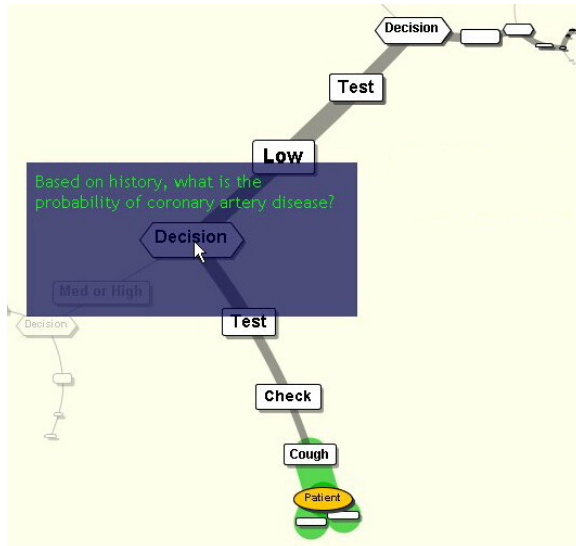 Decision
Test
Low
Based on history, what is the
probability of coronary artery disease?
Decision
Med or High
Decision
Test
Check
Cough
Patient